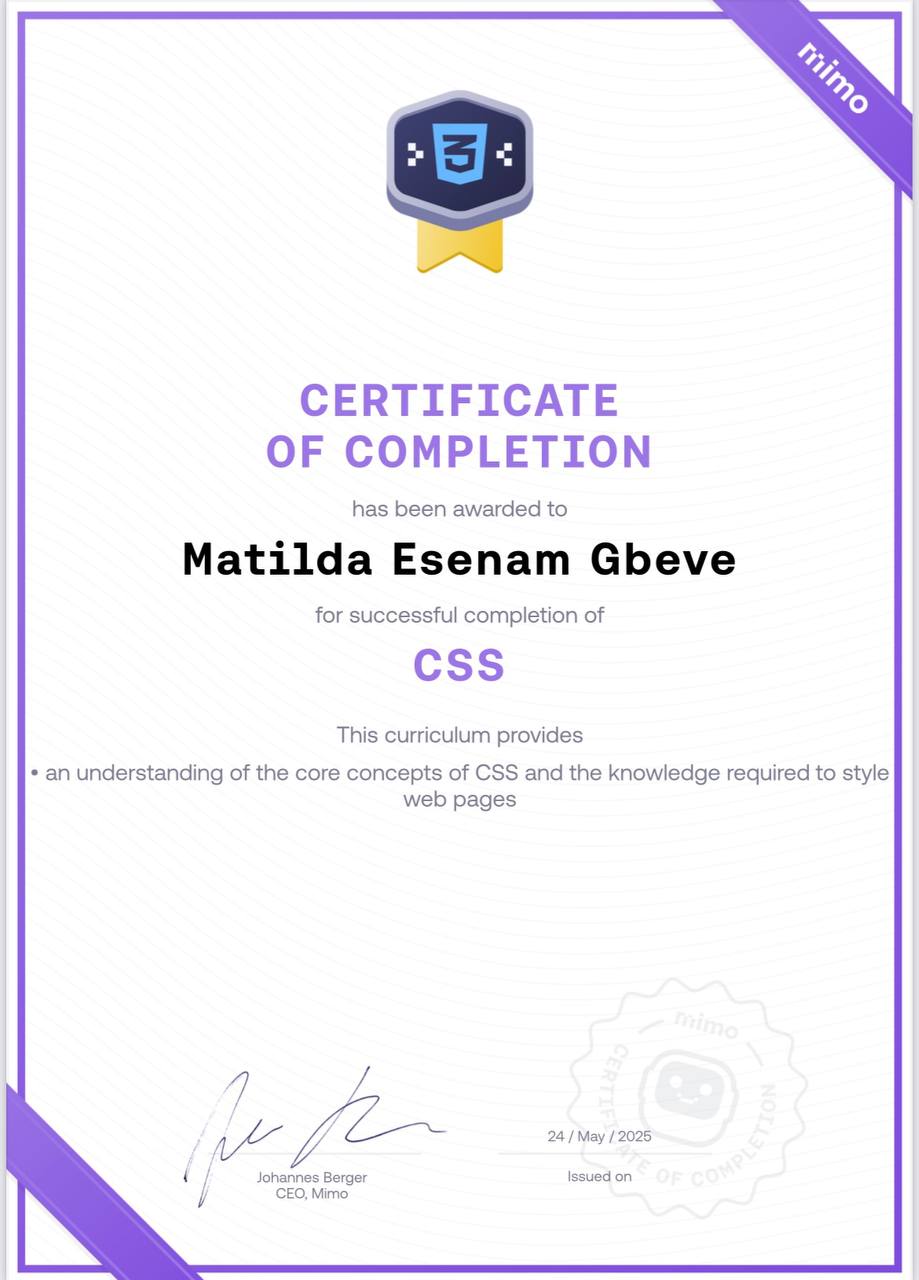 mimo
3
CERTIFICATE
OF COMPLETION
has been awarded to
Matilda Esenam Gbeve
for successful completion of
CSS
This curriculum provides
• an understanding of the core concepts of CSS and the knowledge required to style
web pages
mimo
CERTIFICATE OF COMPLETION
24 / May / 2025
Johannes Berger
Issued on
CEO, Mimo